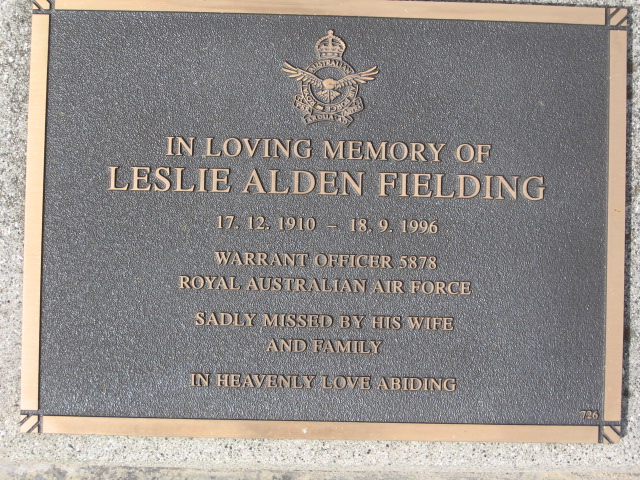 AUSTRALIAN
IN LOVING MEMORY OF
LESLIE ALDEN FIELDING
17. 12. 1910 – 18. 9. 1996
WARRANT OFFICER 5878
ROYAL AUSTRALIAN AIR FORCE
SADLY MISSED BY HIS WIFE
AND FAMILY
IN HEAVENLY LOVE ABIDING
726